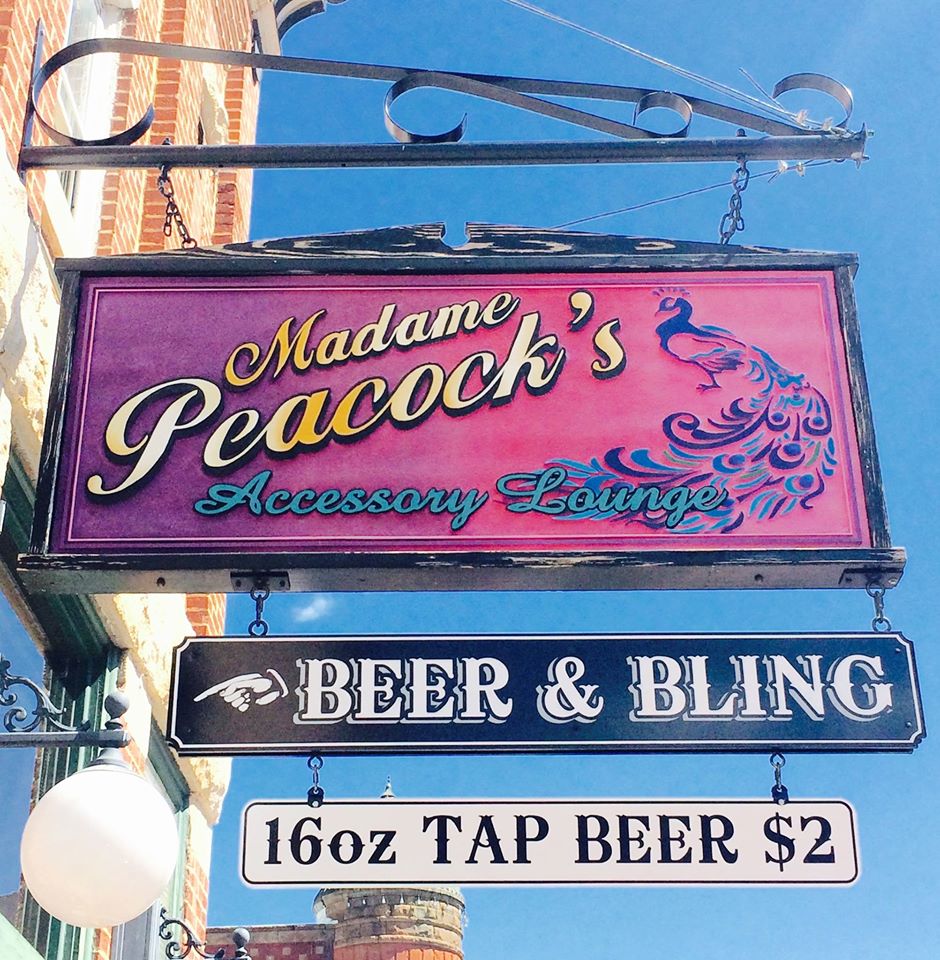 Madame
Peacock's
Accessory Lounge
BEER & BLING
16oz TAP BEER $2